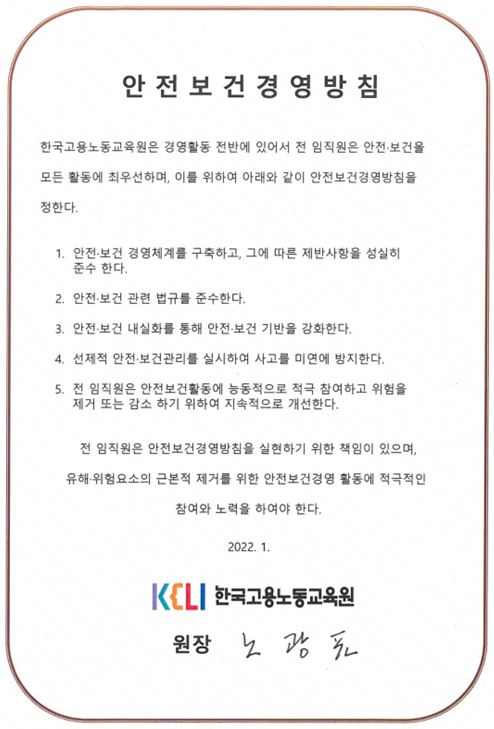 안전보건경영방침
한국고용노동교육원은 경영활동 전반에 있어서 전 임직원은 안전·보건을
모든 활동에 최우선하며, 이를 위하여 아래와 같이 안전보건경영방침을
정한다.
1. 안전·보건 경영체계를 구축하고, 그에 따른 제반사항을 성실히
준수 한다.
2. 안전·보건 관련 법규를 준수한다.
3. 안전·보건 내실화를 통해 안전·보건 기반을 강화한다.
4. 선제적 안전·보건관리를 실시하여 사고를 미연에 방지한다.
5. 전 임직원은 안전보건활동에 능동적으로 적극 참여하고 위험을
제거 또는 감소 하기 위하여 지속적으로 개선한다.
전 임직원은 안전보건경영방침을 실현하기 위한 책임이 있으며,
유해·위험요소의 근본적 제거를 위한 안전보건경영 활동에 적극적인
참여와 노력을 하여야 한다.
2022. 1.
KELI 한국고용노동교육원
원장 노광표